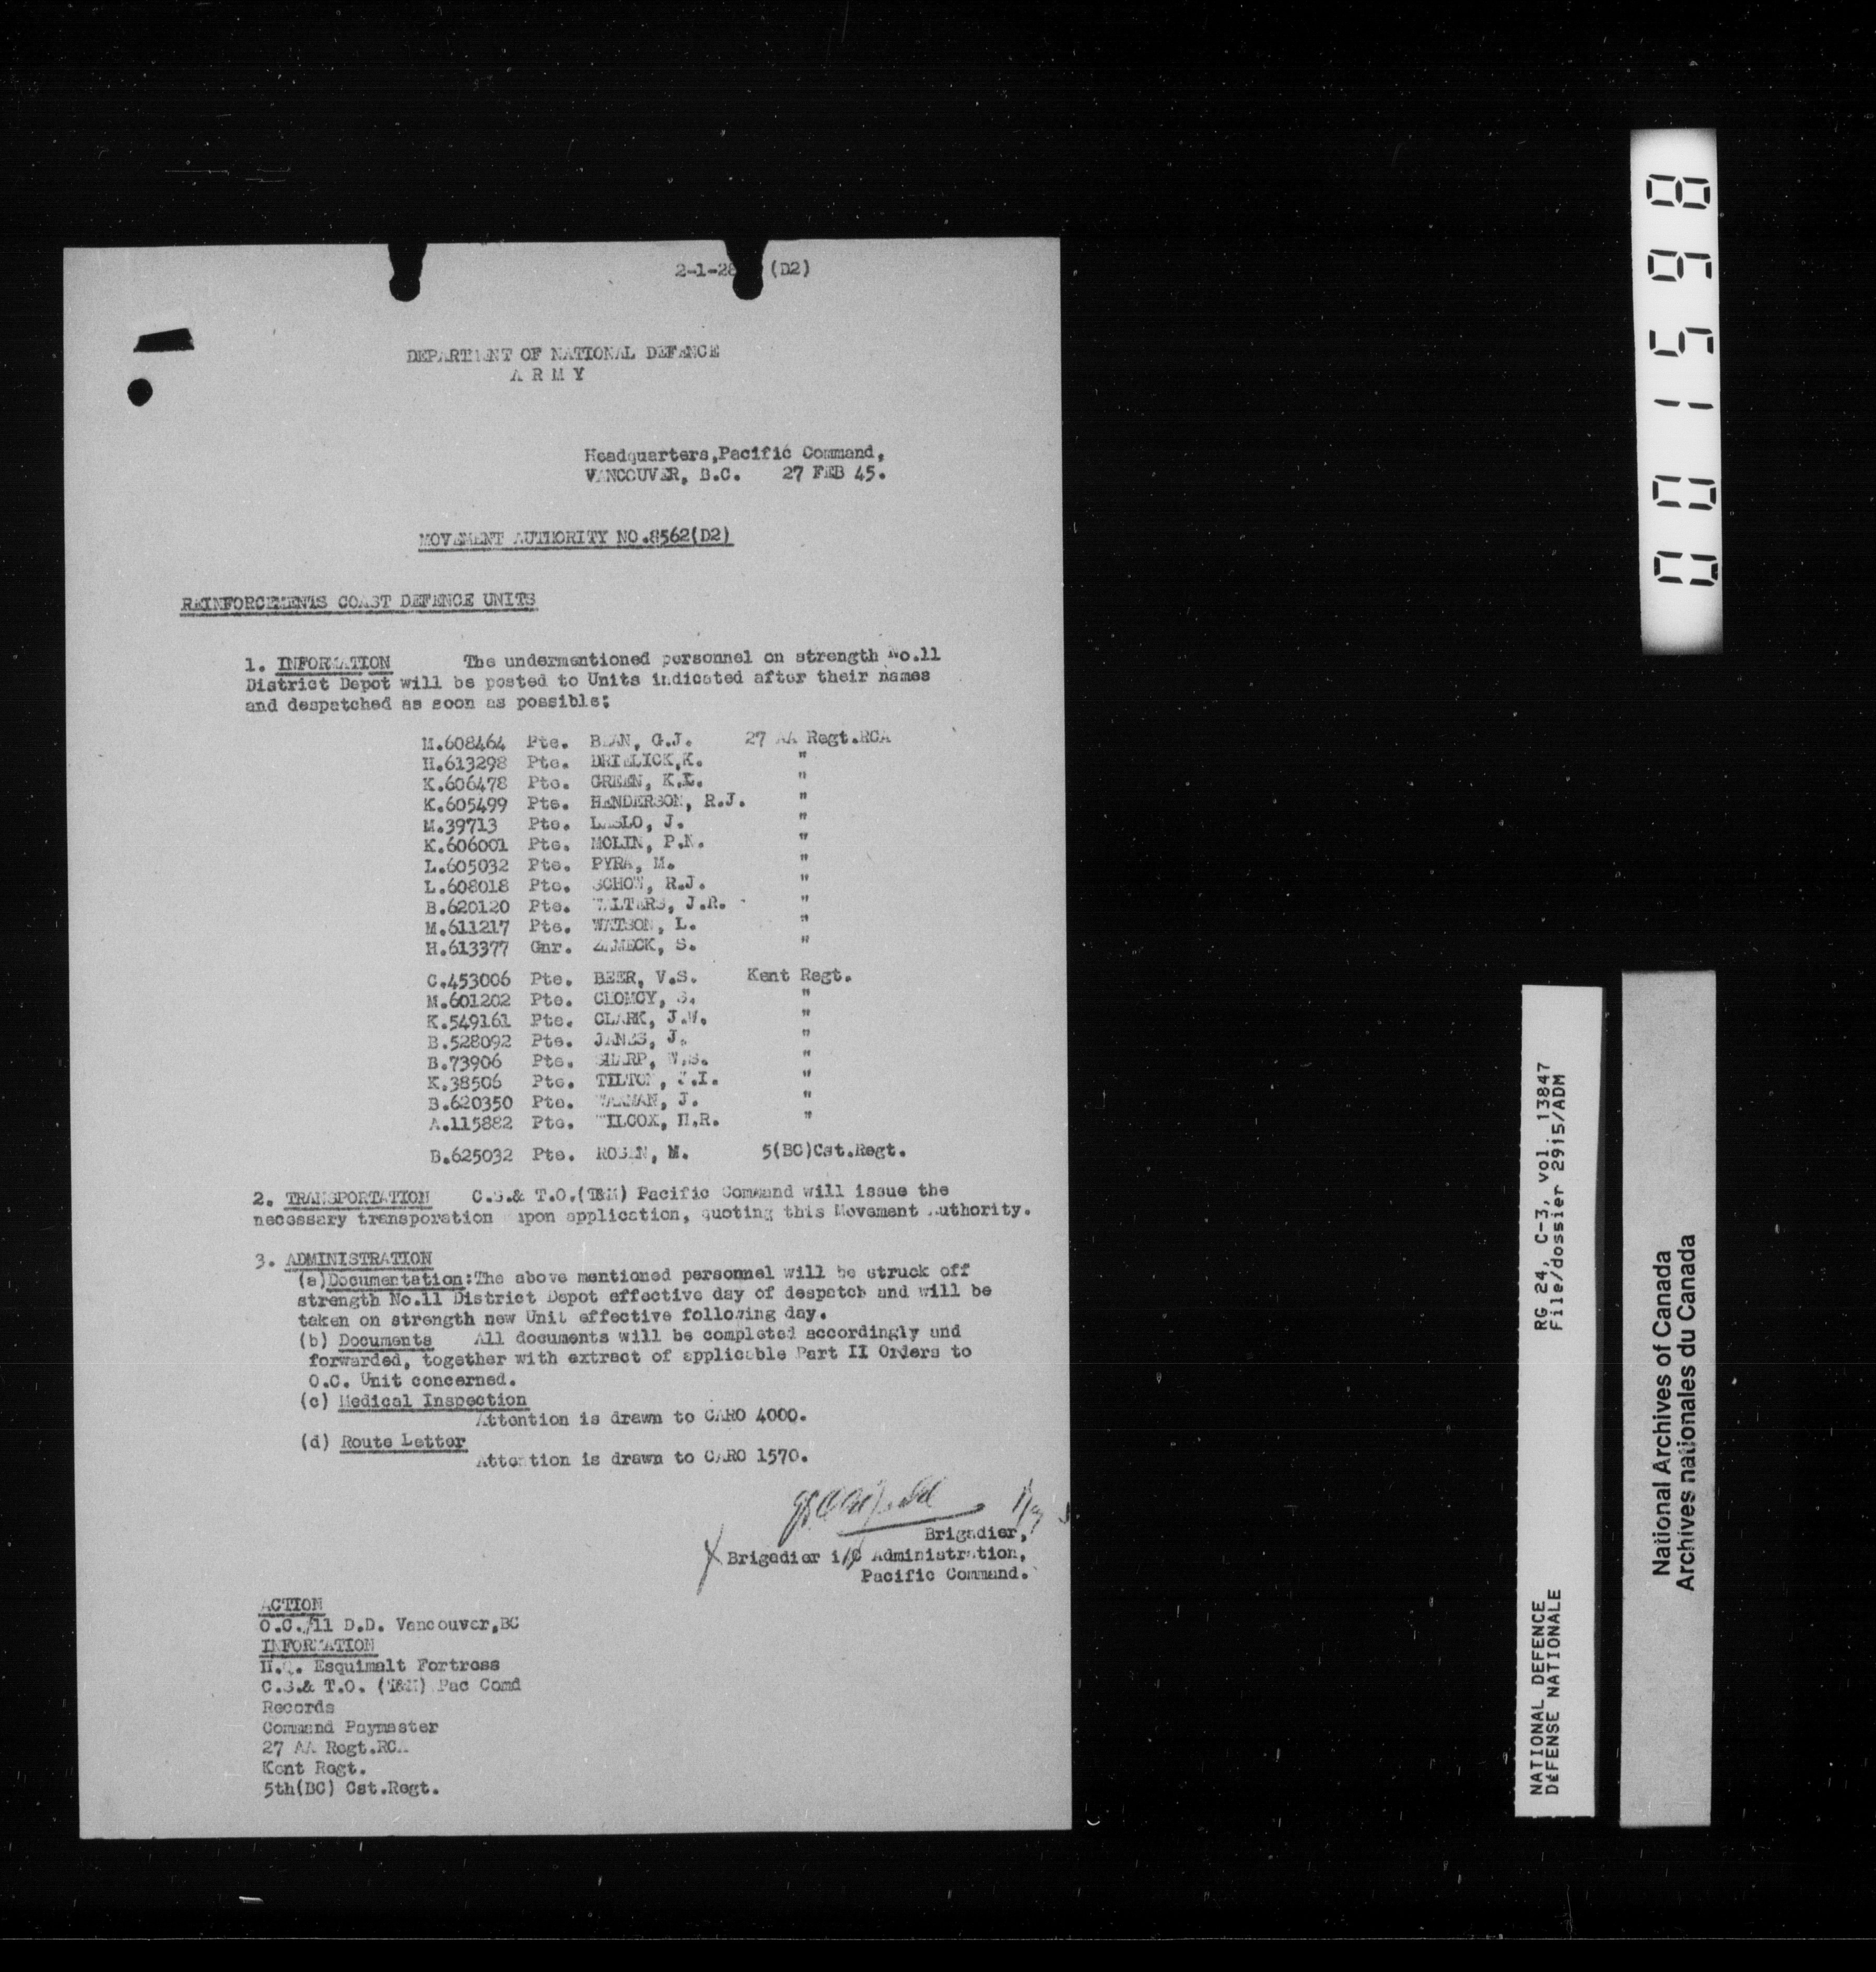 2-1-28 (D2)
DEPARTMENT OF NATIONAL DEFENCE
A R M Y
Headquarters,Pacific Command,
VANCOUVER, B.C. 27 FEB 45.
MOVEMENT AUTHORITY NO.8562(D2)
REINFORCEMENTS COAST DEFENCE UNITS
1. INFORMATION The undermentioned personnel on strength No.11
District Depot will be posted to Units indicated after their names
and despatched as soon as possible:
M.608464 Pte. BEAN, G.J. 27 AA Regt.RCA
H.613298 Pte. DRIELICK,K. "
K.606478 Pte. GREEN, K.L. "
K.605499 Pte. HENDERSON, R.J. "
M.39713 Pte. LASLO, J. "
K.606001 Pte. MOLIN, P.N. "
L.605032 Pte. PYRA, M. "
L.608018 Pte. SCHOW, R.J. "
B.620120 Pte. WALTERS, J.R. "
M.611217 Pte. WATSON, L. "
H.613377 Gnr. ZAMECK, S. "
C.453006 Pte. BEER, V.S. Kent Regt.
M.601202 Pte. CLOMCY, S. "
K.549161 Pte. CLARK, J.W. "
B.528092 Pte. JANES, J. "
B.73906 Pte. SHARP, W.S. "
K.38506 Pte. TILTON, "
B.620350 Pte. J. "
A.115882 Pte. WILCOX, H.R. "
B.625032 Pte. ROSEN, M. 5(BC)Cst.Regt.
2. TRANSPORTATION C.S.& T.O.(T&M) Pacific Command will issue the
necessary transporation upon application, quoting this Movement Authority.
3. ADMINISTRATION
(a)Documentation:The above mentioned personnel will be struck off
strength No.11 District Depot effective day of despatch and will be
taken on strength new Unit effective following day.
(b) Documents All documents will be completed accordingly and
forwarded, together with extract of applicable Part II Orders to
O.C. Unit concerned.
(c) Medical Inspection
Attention is drawn to CARO 4000.
(d) Route Letter
Attention is drawn to CARO 1570.
Brigadier,
Brigadier i/c Administration,
Pacific Command.
ACTION
O.C./11 D.D. Vancouver,BC
INFORMATION
H.Q. Esquimalt Fortress
C.S.& T.O. (T&M) Pac Comd
Records
Command Paymaster
27 AA Regt.RCA
Kent Regt.
5th(BC) Cst.Regt.
001598
RG 24, C-3, vol. 13847
File/dossier 2915/ADM
NATIONAL DEFENCE
DÉFENSE NATIONALE
National Archives of Canada
Archives nationales du Canada